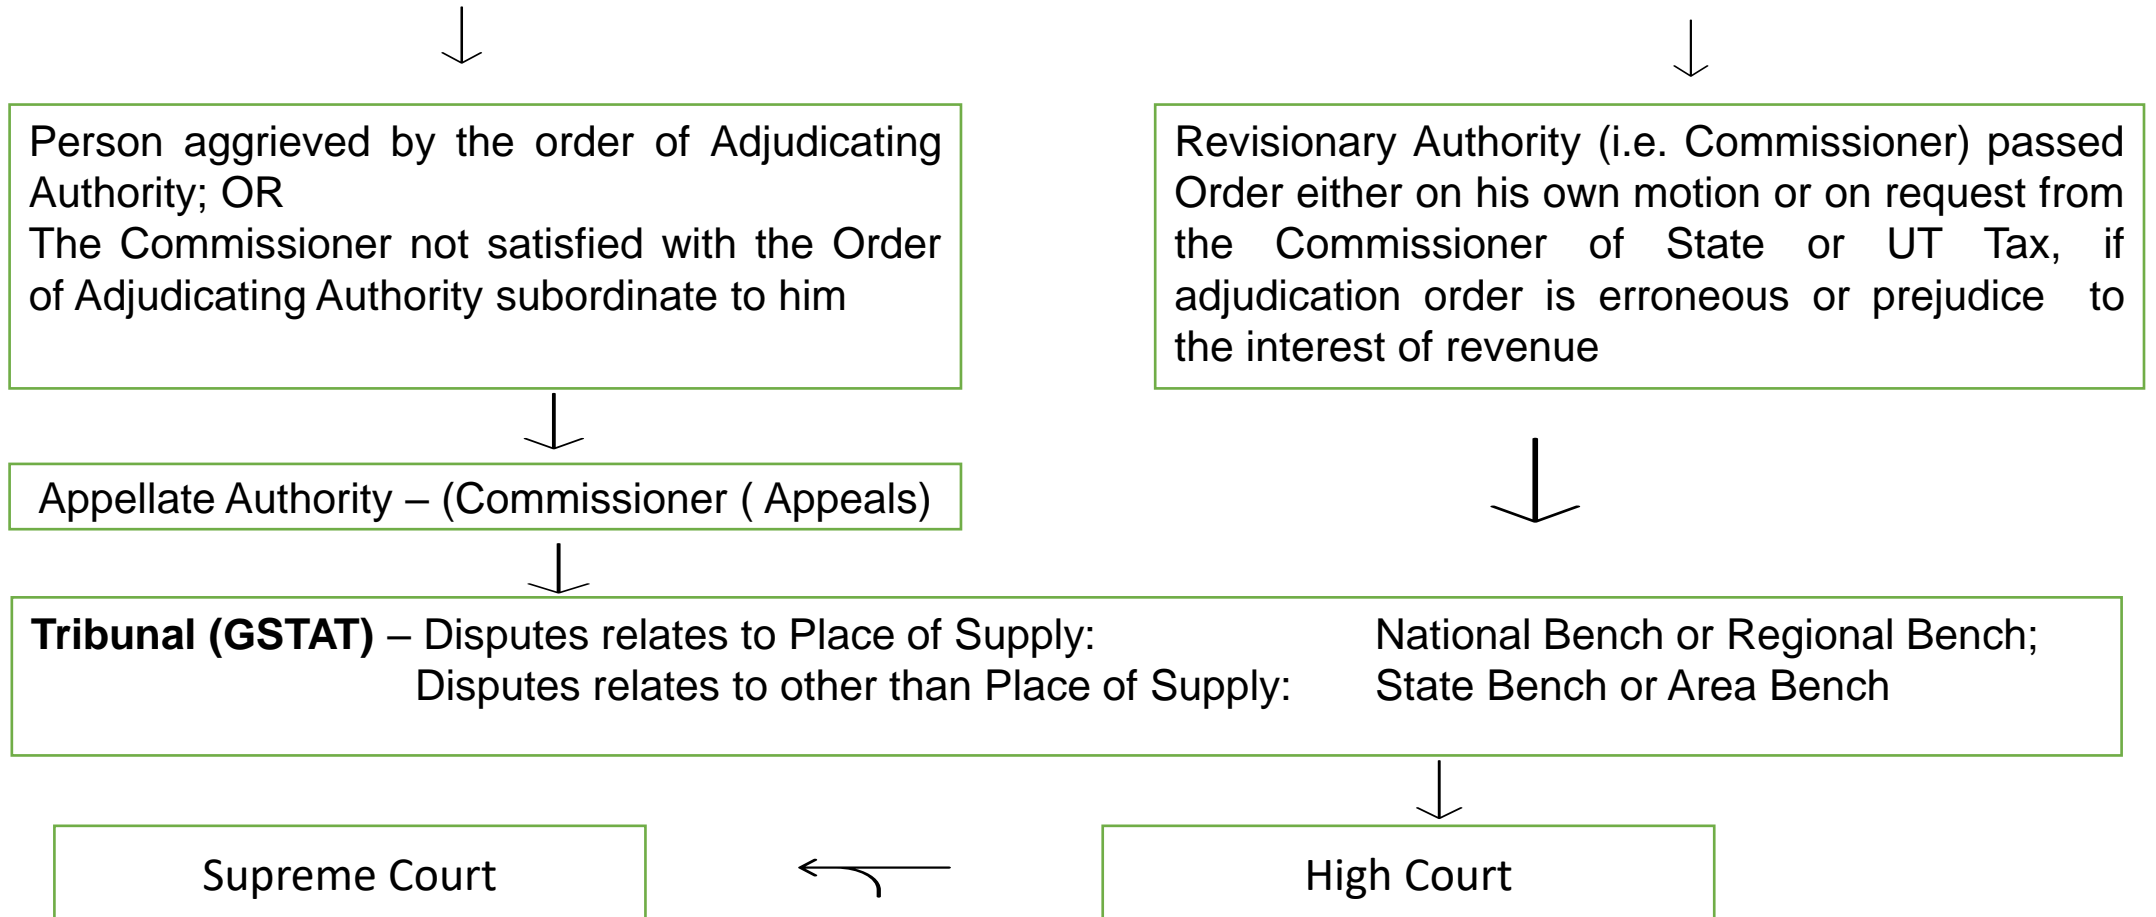 Person aggrieved by the order of Adjudicating
Authority; OR
The Commissioner not satisfied with the Order
of Adjudicating Authority subordinate to him
Revisionary Authority (i.e. Commissioner) passed
Order either on his own motion or on request from
the Commissioner of State or UT Tax, if
adjudication order is erroneous or prejudice to
the interest of revenue
Appellate Authority – (Commissioner ( Appeals)
Tribunal (GSTAT) – Disputes relates to Place of Supply: National Bench or Regional Bench;
Disputes relates to other than Place of Supply: State Bench or Area Bench
Supreme Court
High Court